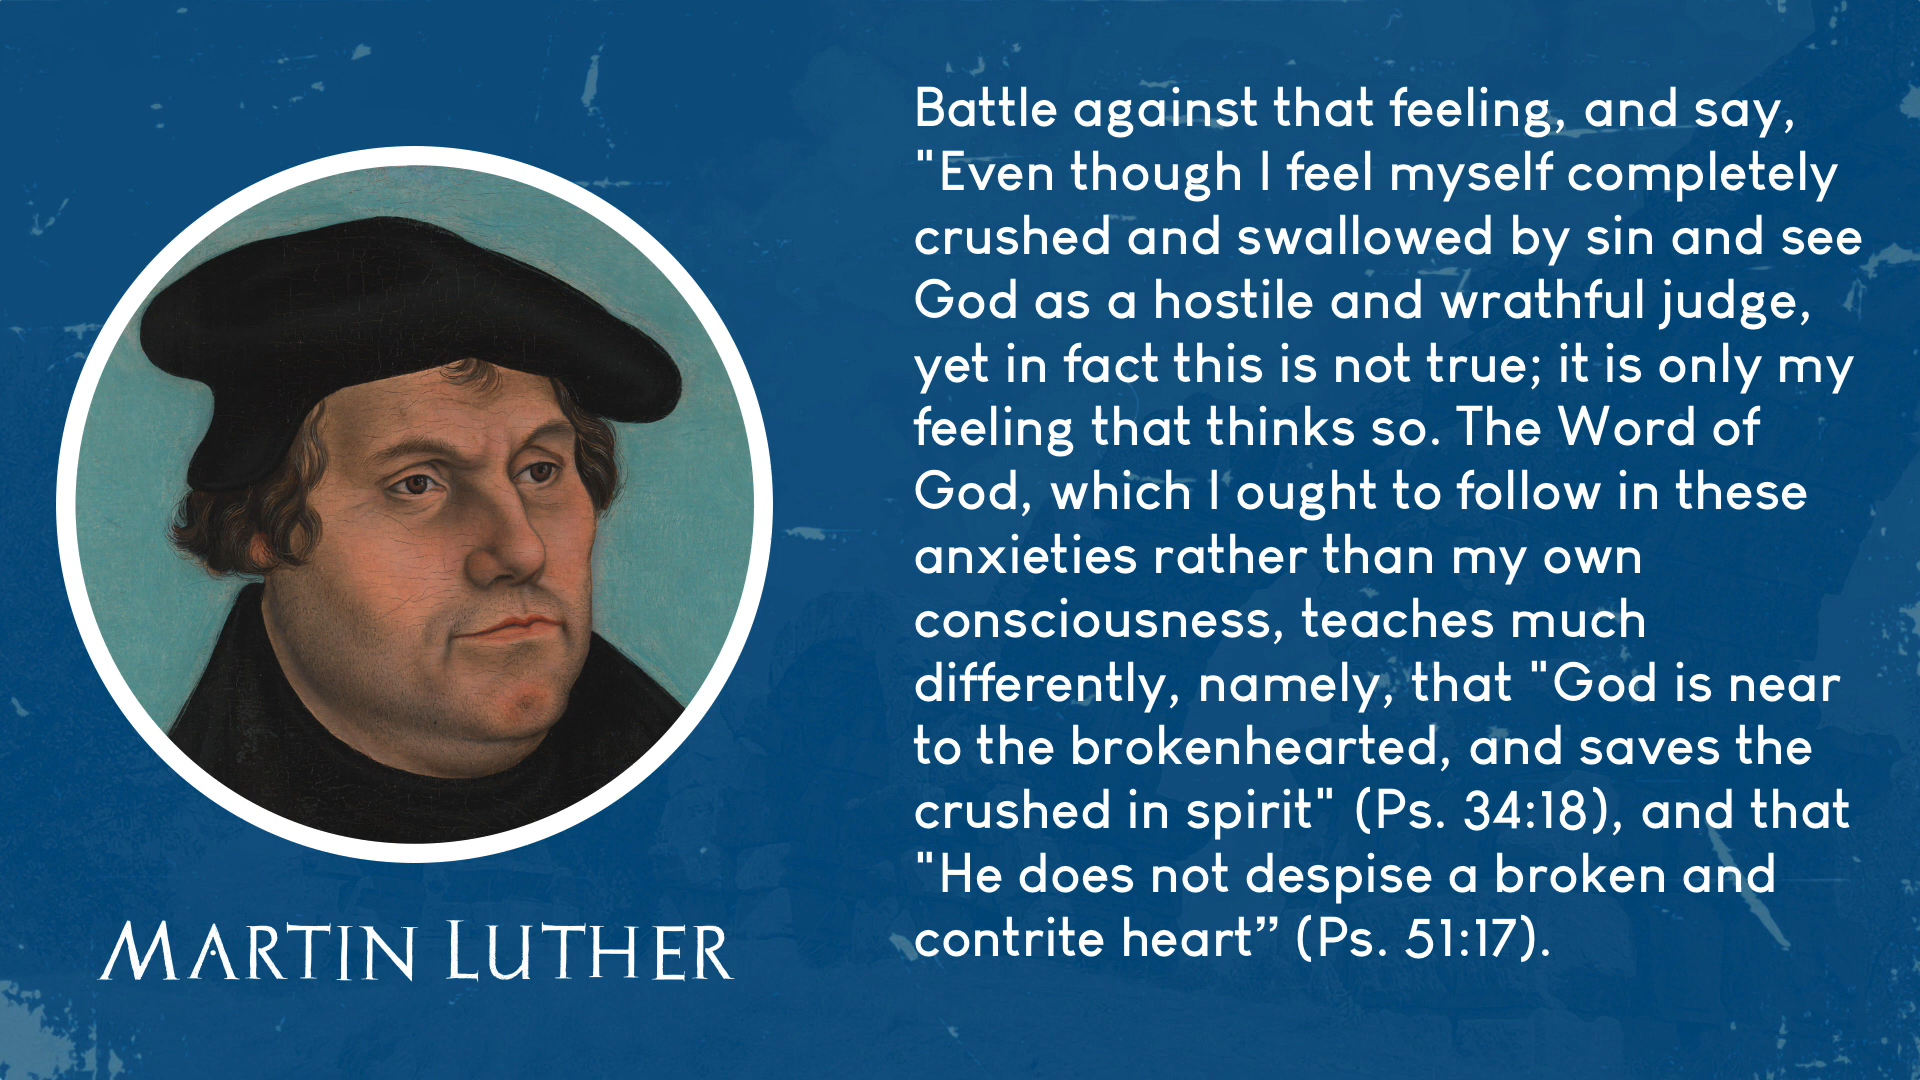 Battle against that feeling, and say,
"Even though I feel myself completely
crushed and swallowed by sin and see
God as a hostile and wrathful judge,
yet in fact this is not true; it is only my
feeling that thinks so. The Word of
God, which I ought to follow in these
anxieties rather than my own
consciousness, teaches much
differently, namely, that "God is near
to the brokenhearted, and saves the
crushed in spirit" (Ps. 34:18), and that
"He does not despise a broken and
contrite heart” (Ps. 51:17).
MARTIN LUTHER